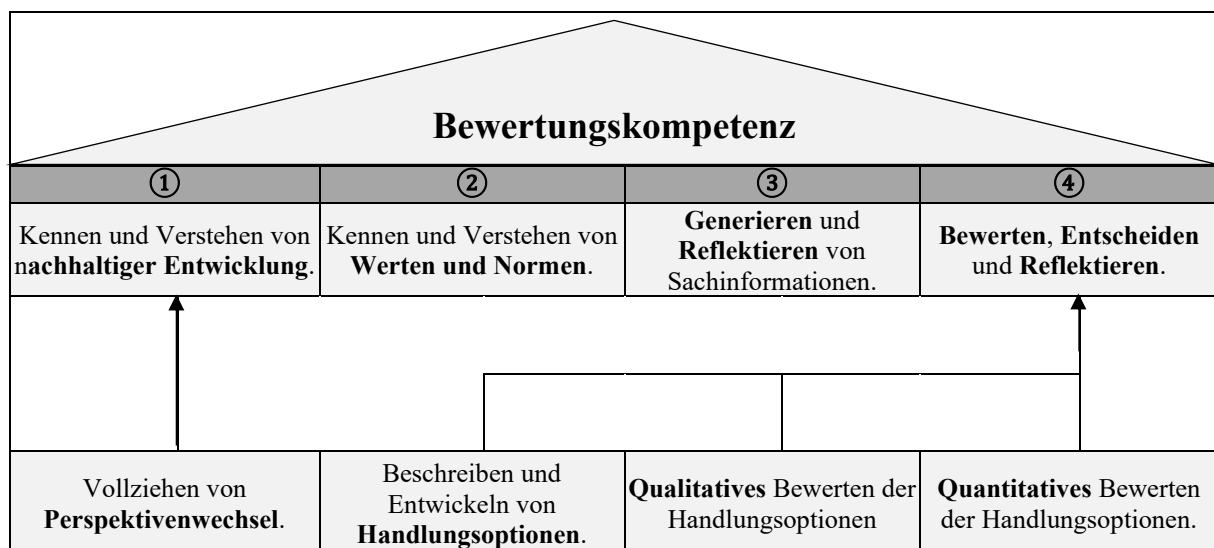 Bewertungskompetenz
① ② ③ ④
Kennen und Verstehen von
nachhaltiger Entwicklung.
Kennen und Verstehen von
Werten und Normen.
Generieren und
Reflektieren von
Sachinformationen.
Bewerten, Entscheiden
und Reflektieren.
Vollziehen von
Perspektivenwechsel.
Beschreiben und
Entwickeln von
Handlungsoptionen.
Qualitatives Bewerten der
Handlungsoptionen
Quantitatives Bewerten
der Handlungsoptionen.